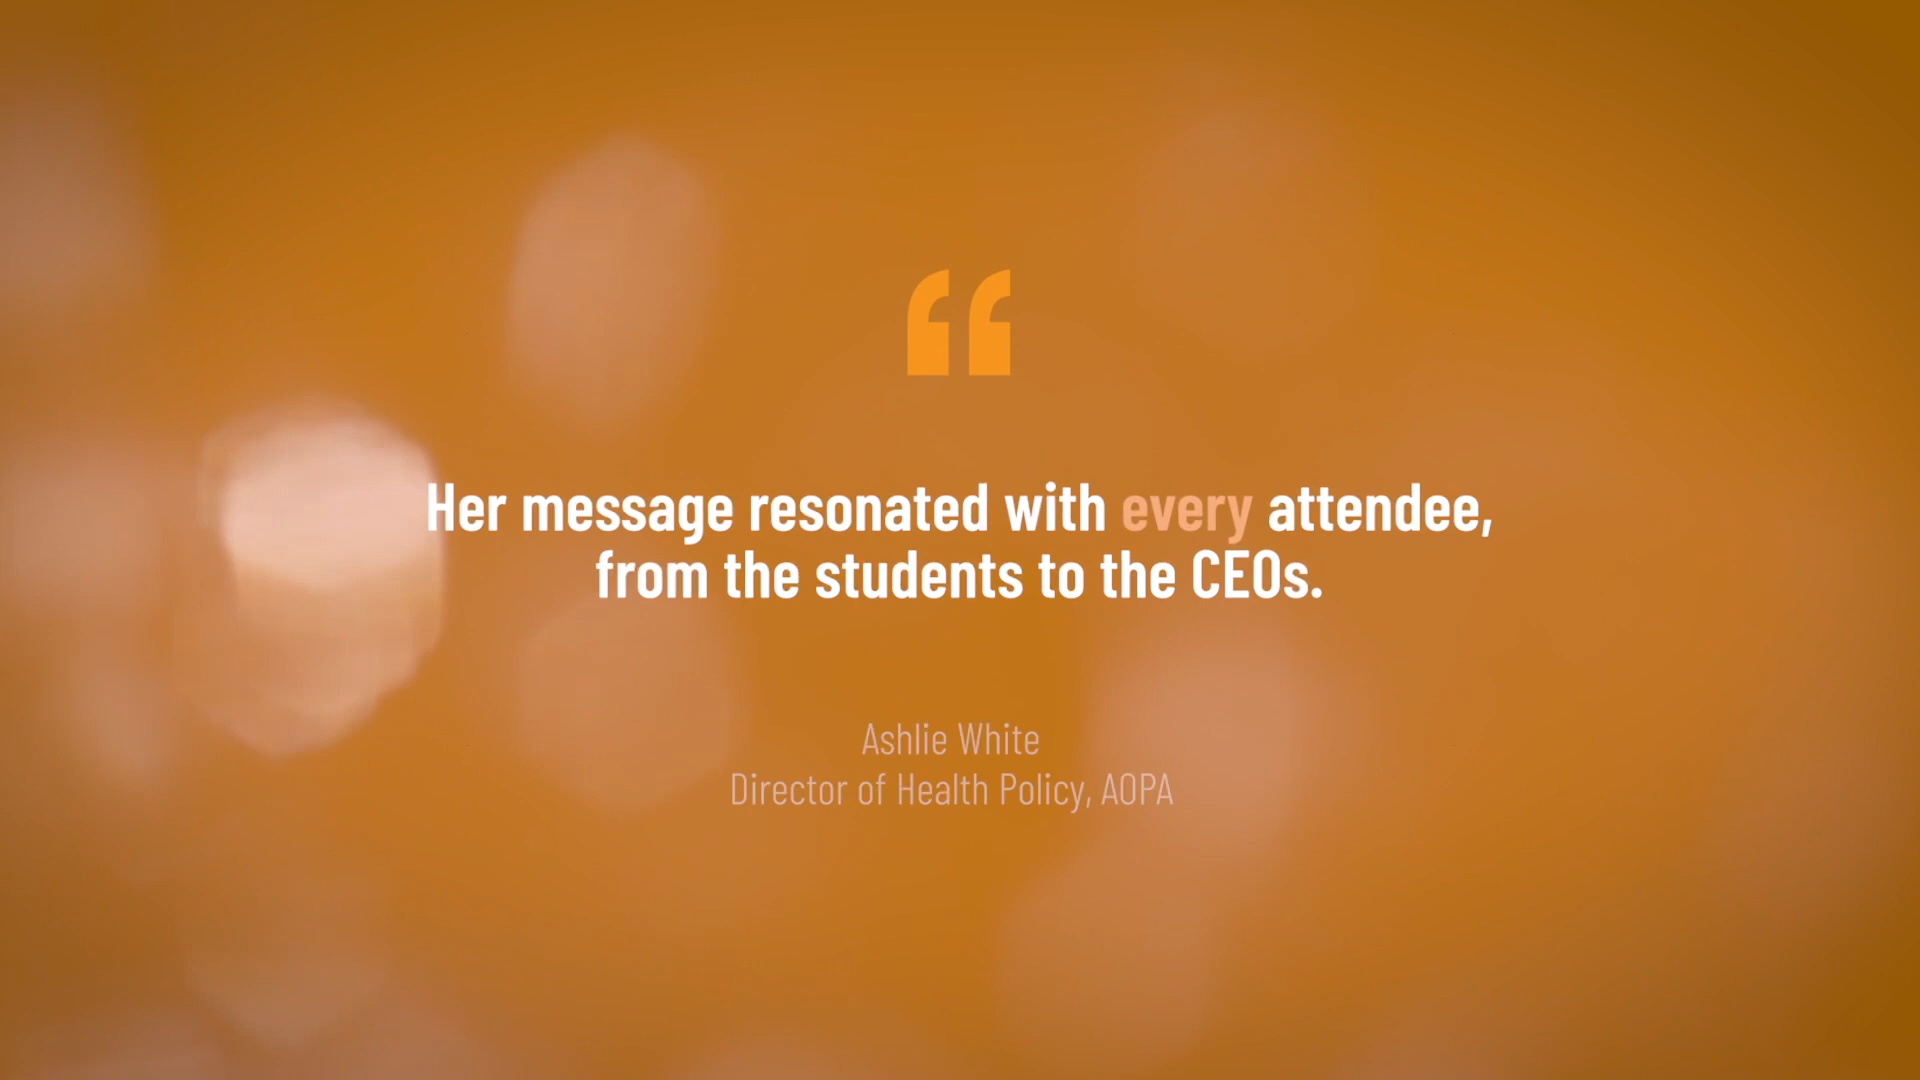 “
Her message resonated with every attendee,
from the students to the CEOs.
Ashlie White
Director of Health Policy, AOPA